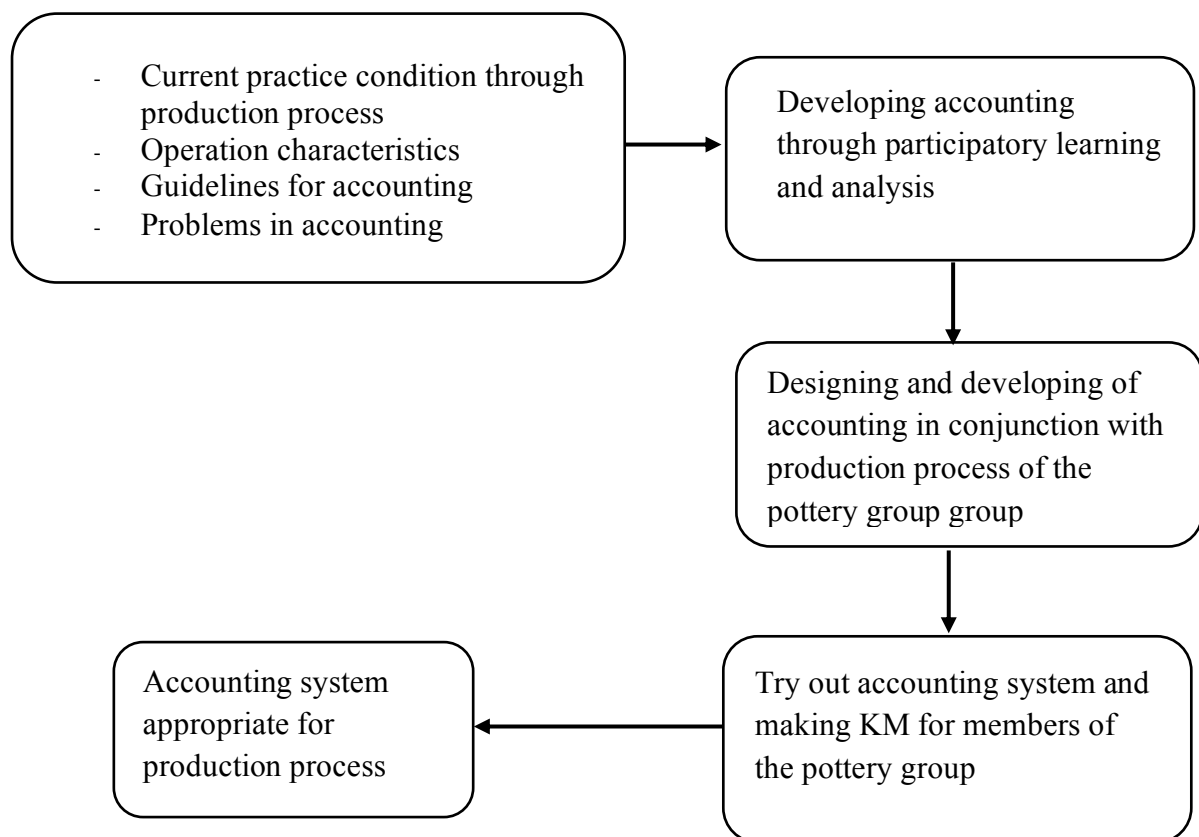 - Current practice condition through
production process
- Operation characteristics
- Guidelines for accounting
- Problems in accounting
Developing accounting
through participatory learning
and analysis
Designing and developing of
accounting in conjunction with
production process of the
pottery group group
Try out accounting system and
making KM for members of
the pottery group
Accounting system
appropriate for
production process